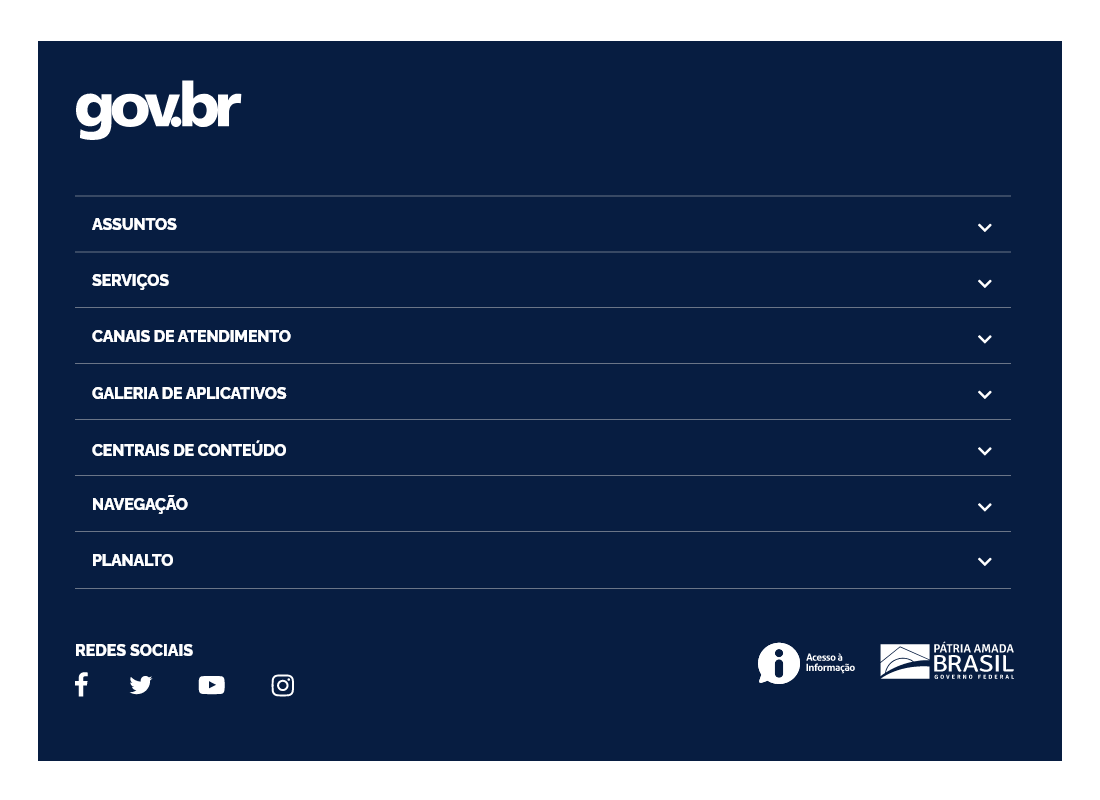 gov.br
ASSUNTOS
SERVIÇOS
CANAIS DE ATENDIMENTO
GALERIA DE APLICATIVOS
CENTRAIS DE CONTEÚDO
NAVEGAÇÃO
PLANALTO
REDES SOCIAIS
Acesso à
Informação
PÁTRIA AMADA
BRASIL
GOVERNO FEDERAL